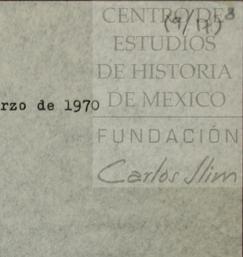 CENTRO DE
ESTUDIOS
DE HISTORIA
rzo de 1970 DE MEXICO
FUNDACIÓN
Carlos Slim